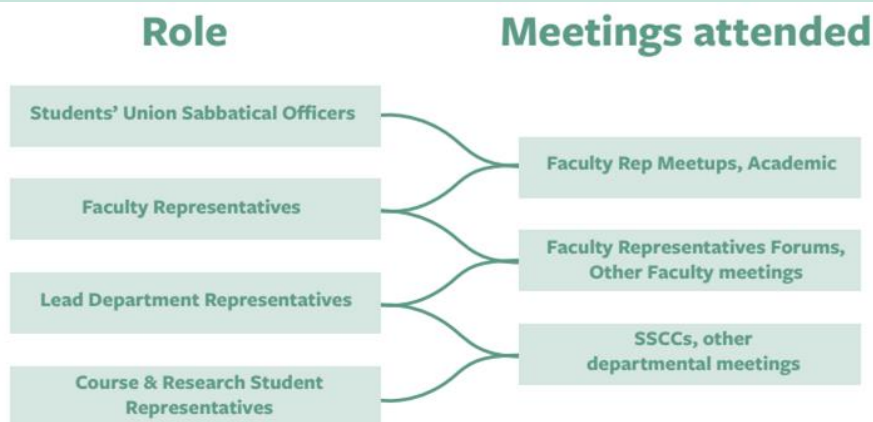 Role
Meetings attended
Students’ Union Sabbatical Officers
Faculty Representatives
Lead Department Representatives
Course & Research Student
Representatives
Faculty Rep Meetups, Academic
Faculty Representatives Forums,
Other Faculty meetings
SSCCs, other
departmental meetings